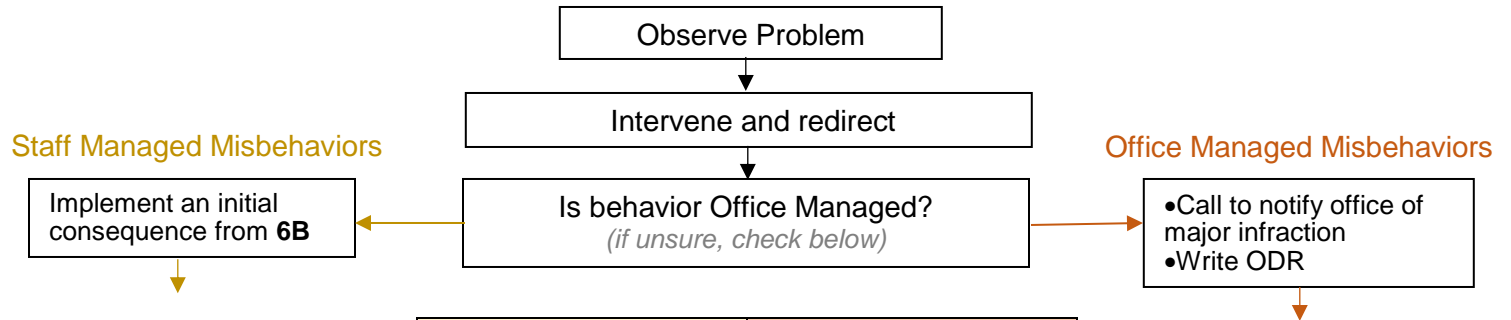 Observe Problem
Intervene and redirect
Staff Managed Misbehaviors
Office Managed Misbehaviors
Implement an initial
consequence from 6B
Is behavior Office Managed?
(if unsure, check below)
•Call to notify office of
major infraction
•Write ODR